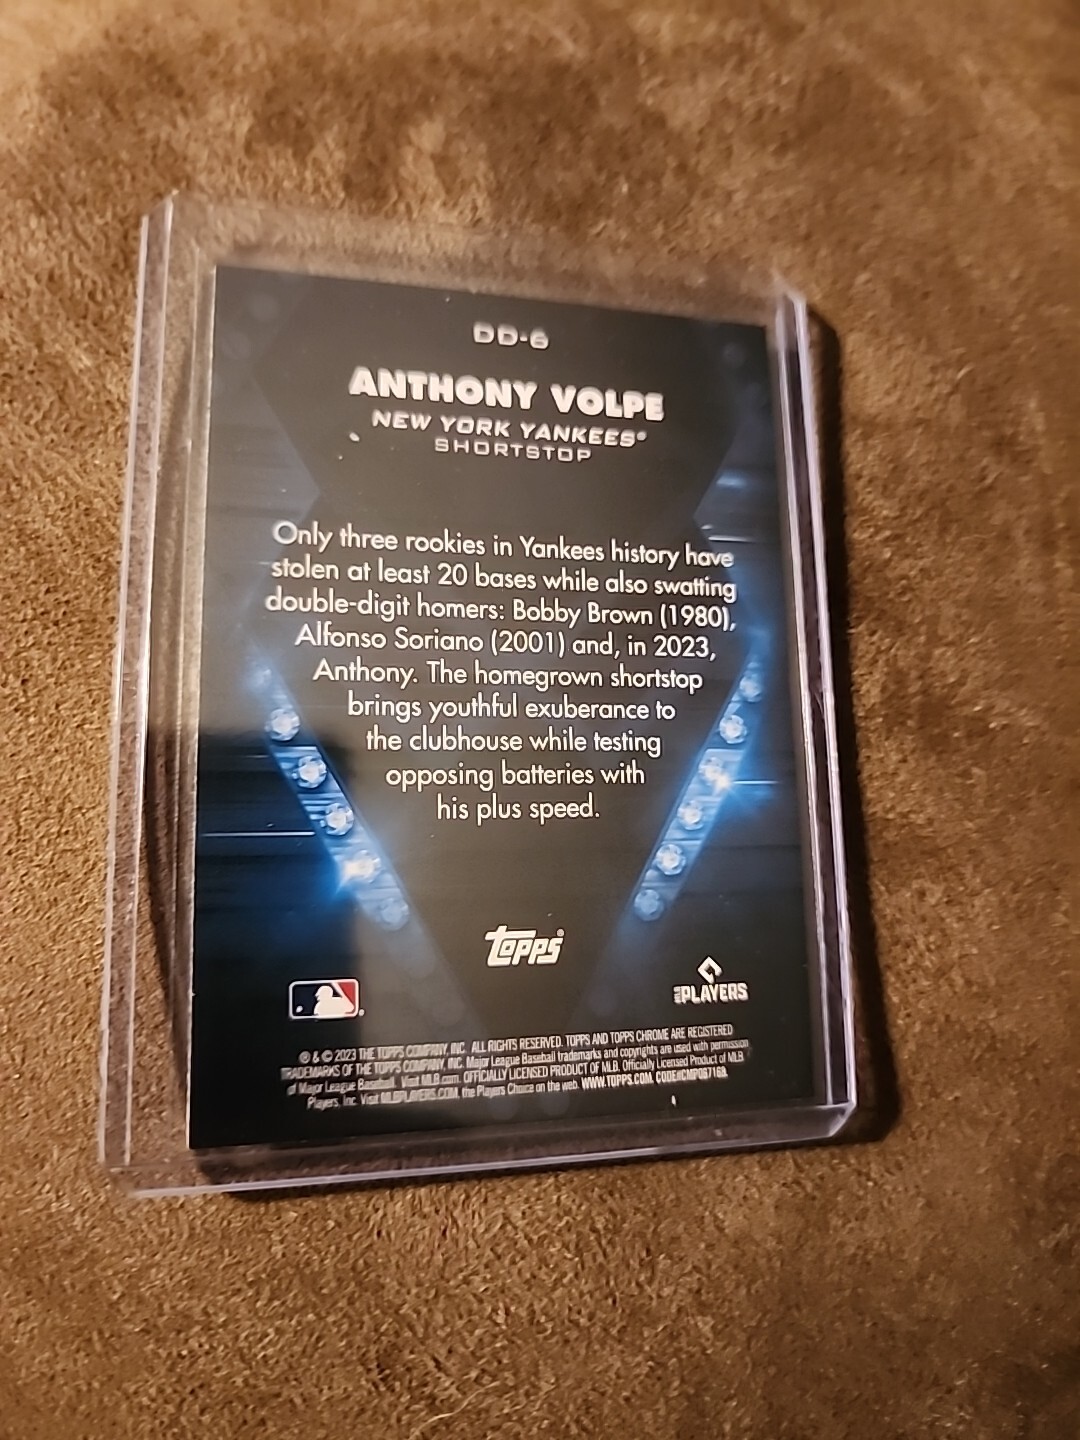 DD-6
ANTHONY VOLPE
NEW YORK YANKEES®
SHORTSTOP
Only three rookies in Yankees history have
stolen at least 20 bases while also swatting
double-digit homers: Bobby Brown (1980),
Alfonso Soriano (2001) and, in 2023,
Anthony. The homegrown shortstop
brings youthful exuberance to
the clubhouse while testing
opposing batteries with
his plus speed.
topps
MLB PLAYERS
® & © 2023 THE TOPPS COMPANY, INC. ALL RIGHTS RESERVED. TOPPS AND TOPPS CHROME ARE REGISTERED
TRADEMARKS OF THE TOPPS COMPANY, INC. Major League Baseball trademarks and copyrights are used with permission
of Major League Baseball. Visit MLB.com. OFFICIALLY LICENSED PRODUCT OF MLB. Officially Licensed Product of MLB
Players, Inc. Visit MLBPLAYERS.COM, the Players Choice on the web. WWW.TOPPS.COM. CODE#CMP087168.